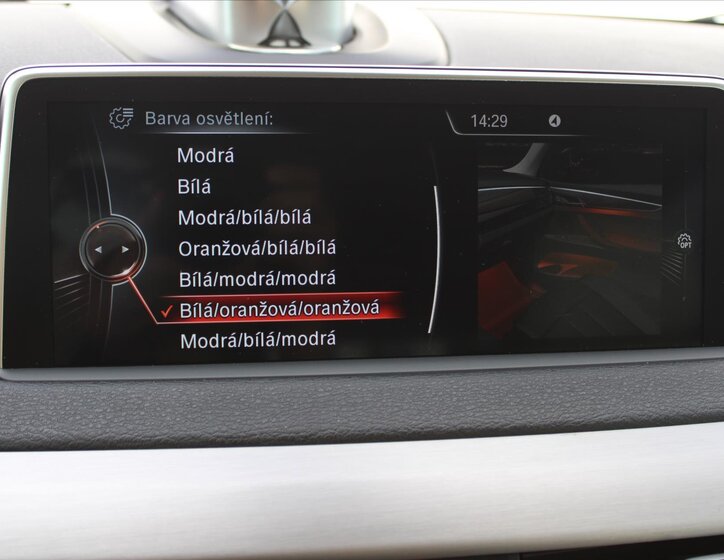 Barva osvětlení:
14:29
Modrá
Bílá
Modrá/bílá/bílá
Oranžová/bílá/bílá
Bílá/modrá/modrá
Bílá/oranžová/oranžová
Modrá/bílá/modrá
OPT